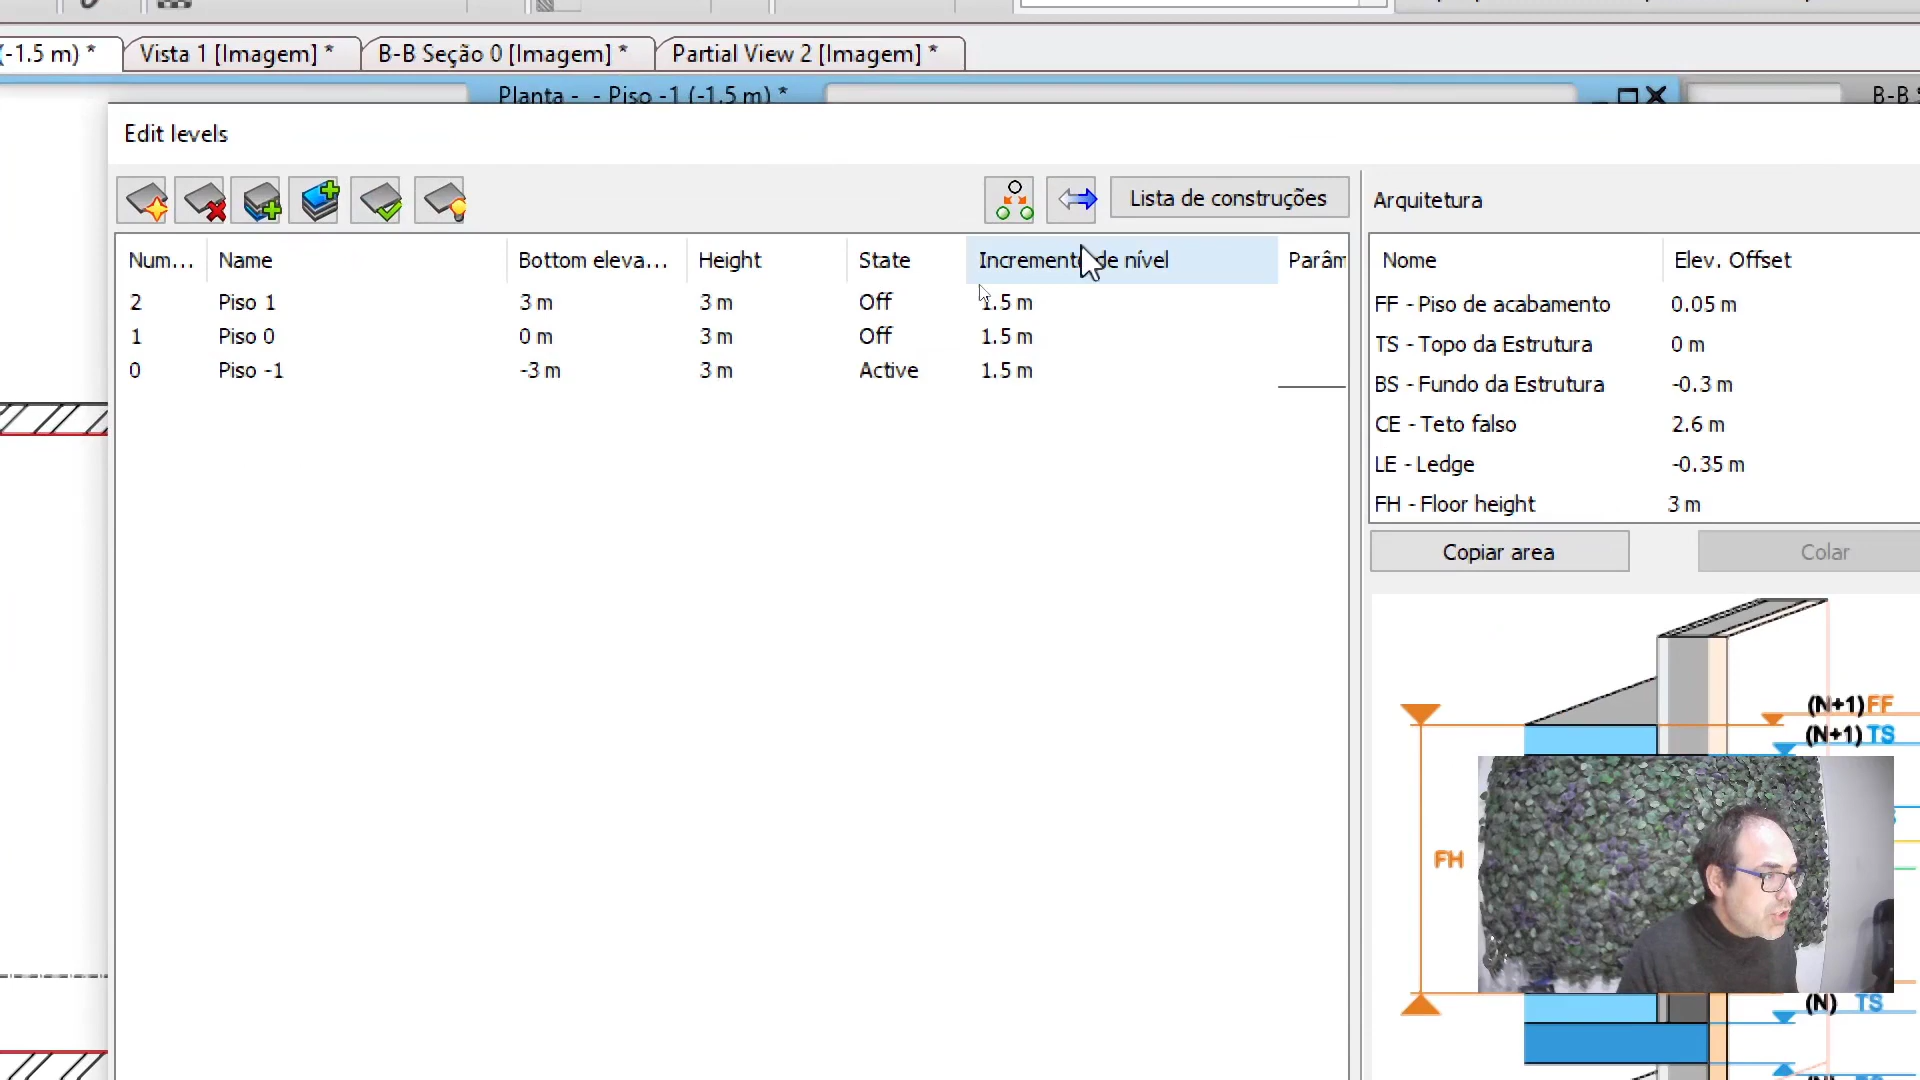 (-1.5 m) * Vista 1 [Imagem] * B-B Seção 0 [Imagem] * Partial View 2 [Imagem] *
Planta - - Piso -1 (-1.5 m) * B-B
Edit levels
Lista de construções
Num... Name Bottom eleva... Height State Incremento de nível Parâm
2 Piso 1 3 m 3 m Off 1.5 m
1 Piso 0 0 m 3 m Off 1.5 m
0 Piso -1 -3 m 3 m Active 1.5 m
Arquitetura
Nome Elev. Offset
FF - Piso de acabamento 0.05 m
TS - Topo da Estrutura 0 m
BS - Fundo da Estrutura -0.3 m
CE - Teto falso 2.6 m
LE - Ledge -0.35 m
FH - Floor height 3 m
Copiar area Colar
(N+1) FF
(N+1) TS
FH
(N) TS